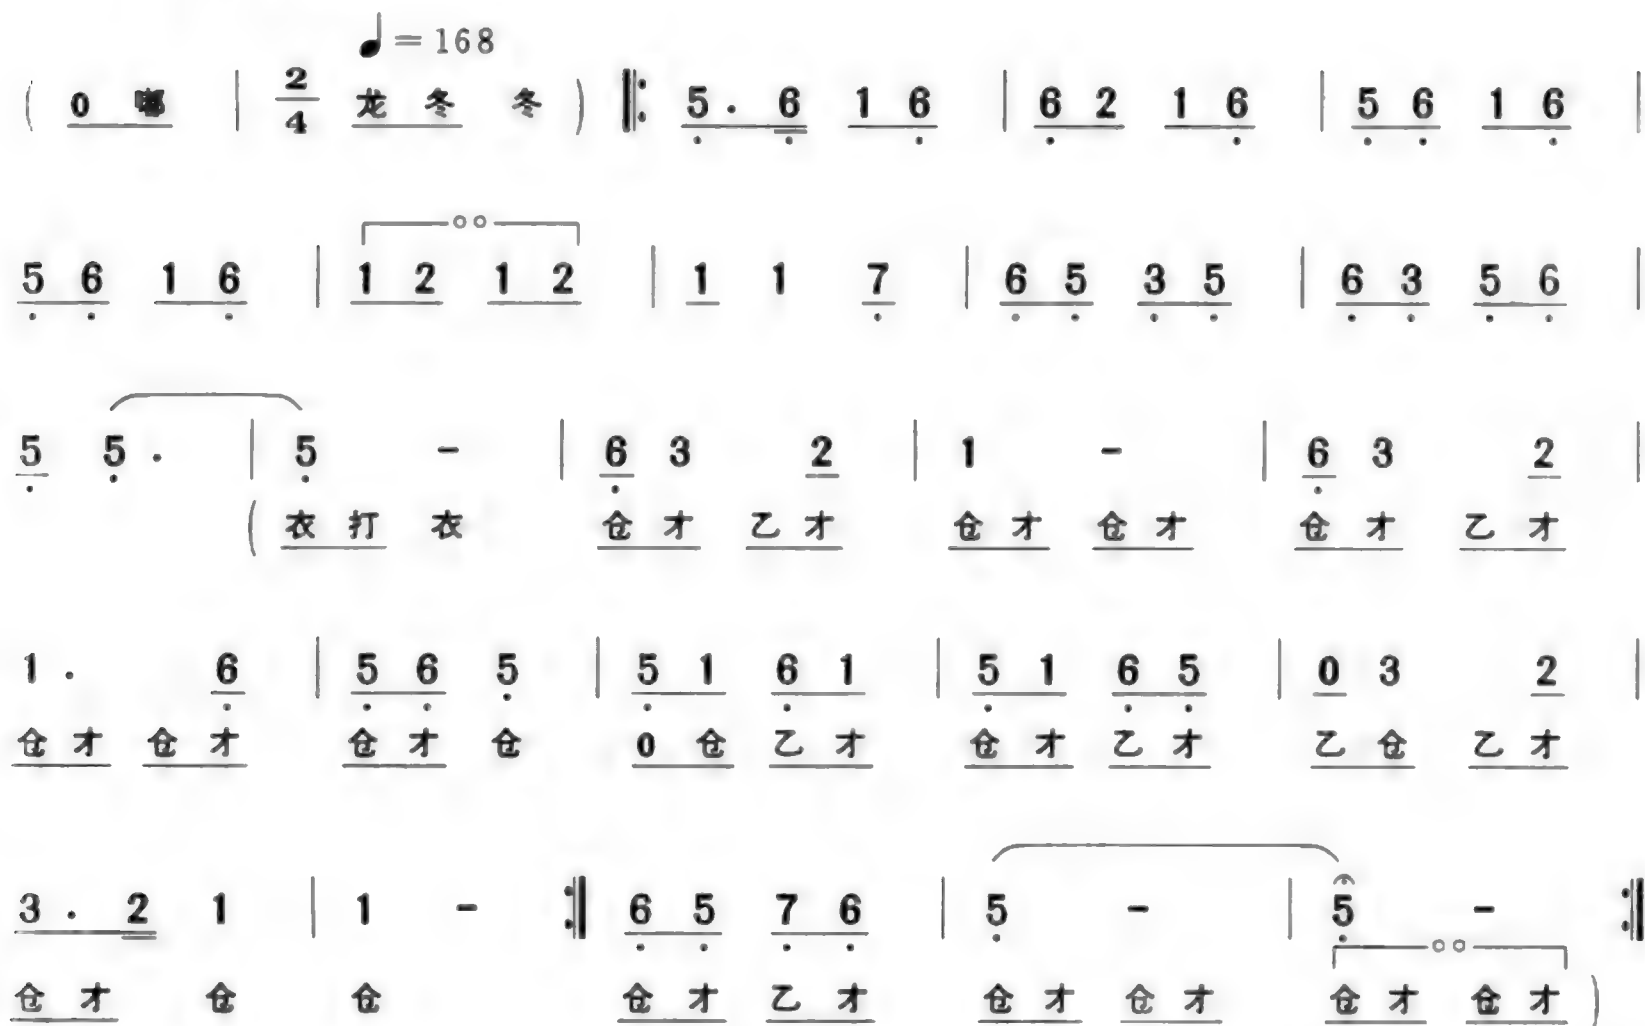 ♩= 168
( 0 | 2/4 龙 冬 冬 ) ‖: 5 . 6 1 6 | 6 2 1 6 | 5 6 1 6 |
5 6 1 6 | 1 2 1 2 | 1 1 7 | 6 5 3 5 | 6 3 5 6 |
5 5 . | 5 - | 6 3 2 | 1 - | 6 3 2 |
( 衣 打 衣 仓 才 乙 才 仓 才 仓 才 仓 才 乙 才
1 . 6 | 5 6 5 | 5 1 6 1 | 5 1 6 5 | 0 3 2 |
仓 才 仓 才 仓 才 仓 0 仓 乙 才 仓 才 乙 才 乙 仓 乙 才
3 . 2 1 | 1 - :‖ 6 5 7 6 | 5 - | 5 - :‖
仓 才 仓 仓 仓 才 乙 才 仓 才 仓 才 仓 才 仓 才 )